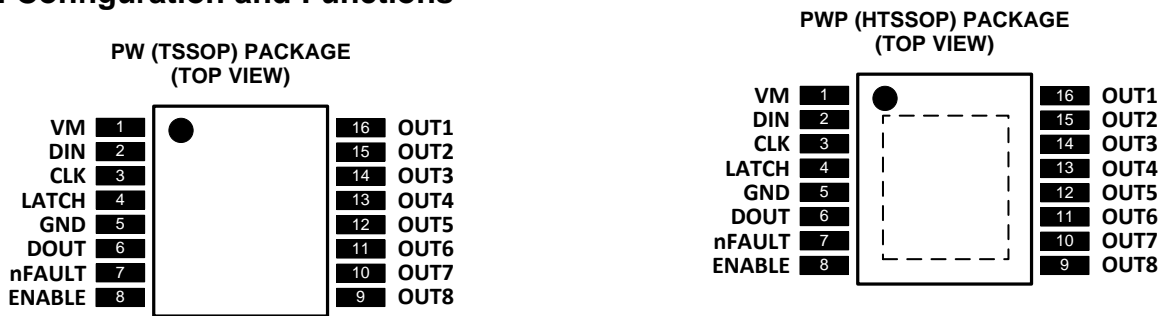 Configuration and Functions
PW (TSSOP) PACKAGE
(TOP VIEW)
VM 1 16 OUT1
DIN 2 15 OUT2
CLK 3 14 OUT3
LATCH 4 13 OUT4
GND 5 12 OUT5
DOUT 6 11 OUT6
nFAULT 7 10 OUT7
ENABLE 8 9 OUT8
PWP (HTSSOP) PACKAGE
(TOP VIEW)
VM 1 16 OUT1
DIN 2 15 OUT2
CLK 3 14 OUT3
LATCH 4 13 OUT4
GND 5 12 OUT5
DOUT 6 11 OUT6
nFAULT 7 10 OUT7
ENABLE 8 9 OUT8